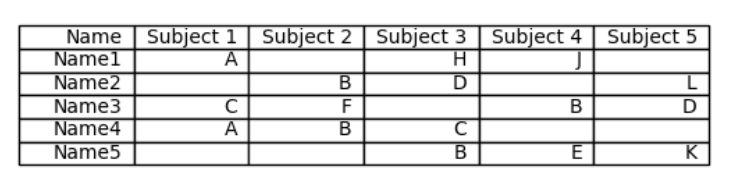 Name Subject 1 Subject 2 Subject 3 Subject 4 Subject 5
Name1 A H J
Name2 B D L
Name3 C F B D
Name4 A B C
Name5 B E K